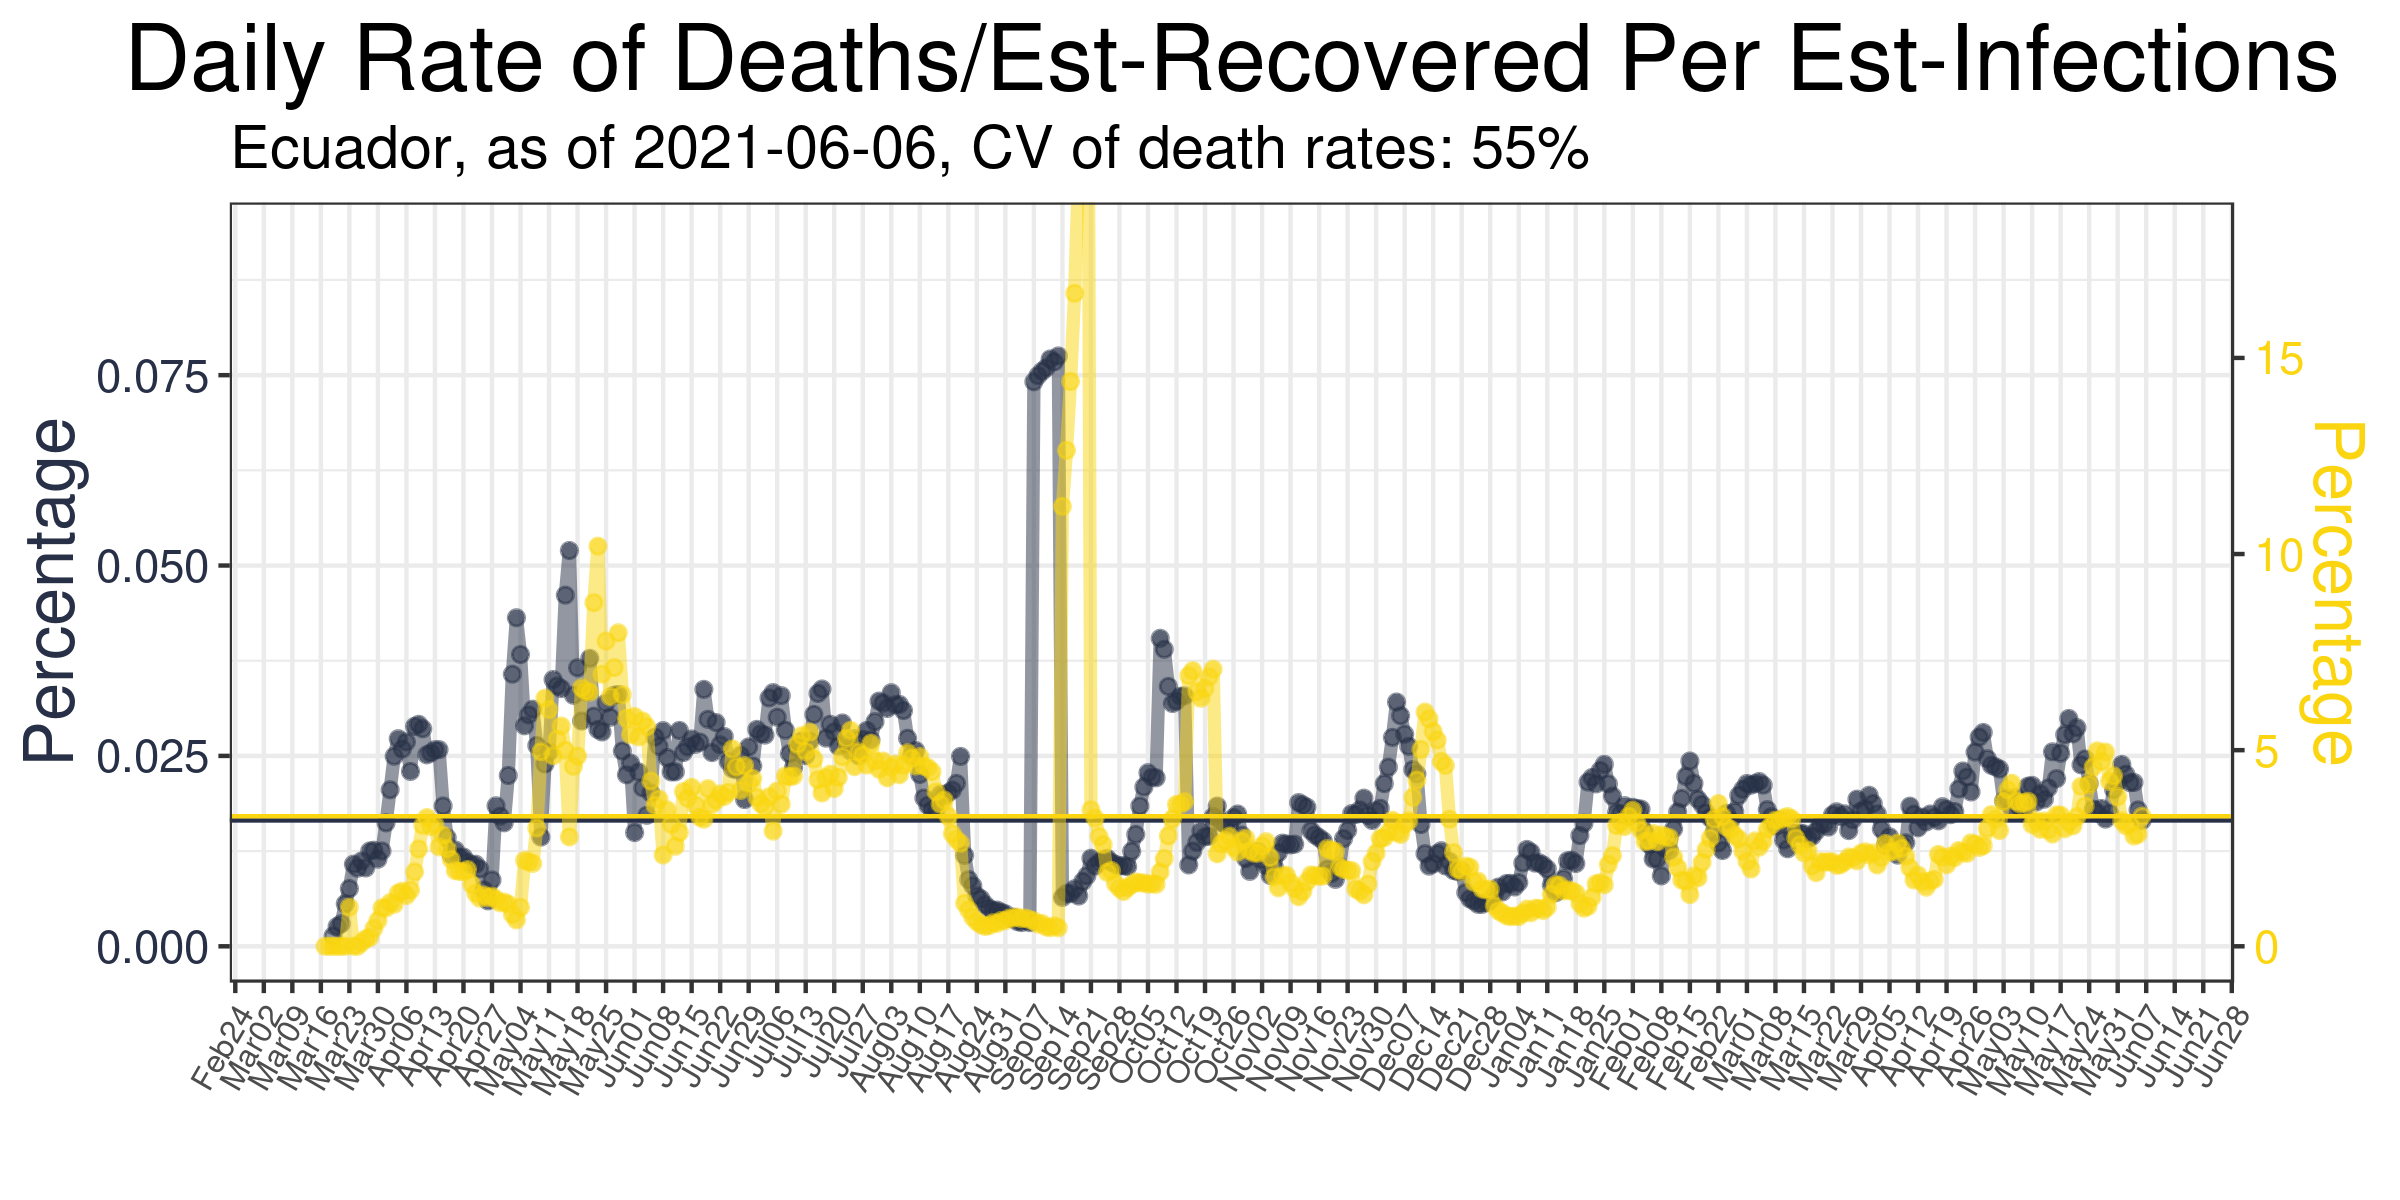 Daily Rate of Deaths/Est-Recovered Per Est-Infections
Ecuador, as of 2021-06-06, CV of death rates: 55%
Percentage
0.075
0.050
0.025
0.000
15
10
5
0
Percentage
Feb24
Mar02
Mar09
Mar16
Mar23
Mar30
Apr06
Apr13
Apr20
Apr27
May04
May11
May18
May25
Jun01
Jun08
Jun15
Jun22
Jun29
Jul06
Jul13
Jul20
Jul27
Aug03
Aug10
Aug17
Aug24
Aug31
Sep07
Sep14
Sep21
Sep28
Oct05
Oct12
Oct19
Oct26
Nov02
Nov09
Nov16
Nov23
Nov30
Dec07
Dec14
Dec21
Dec28
Jan04
Jan11
Jan18
Jan25
Feb01
Feb08
Feb15
Feb22
Mar01
Mar08
Mar15
Mar22
Mar29
Apr05
Apr12
Apr19
Apr26
May03
May10
May17
May24
May31
Jun07
Jun14
Jun21
Jun28